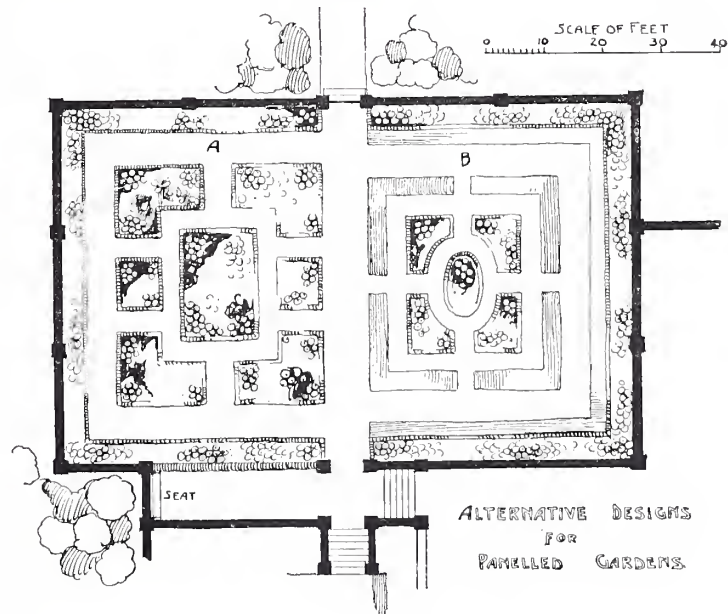 SCALE OF FEET
0 10 20 30 40
A
B
SEAT
ALTERNATIVE DESIGNS
FOR
PANELLED GARDENS.